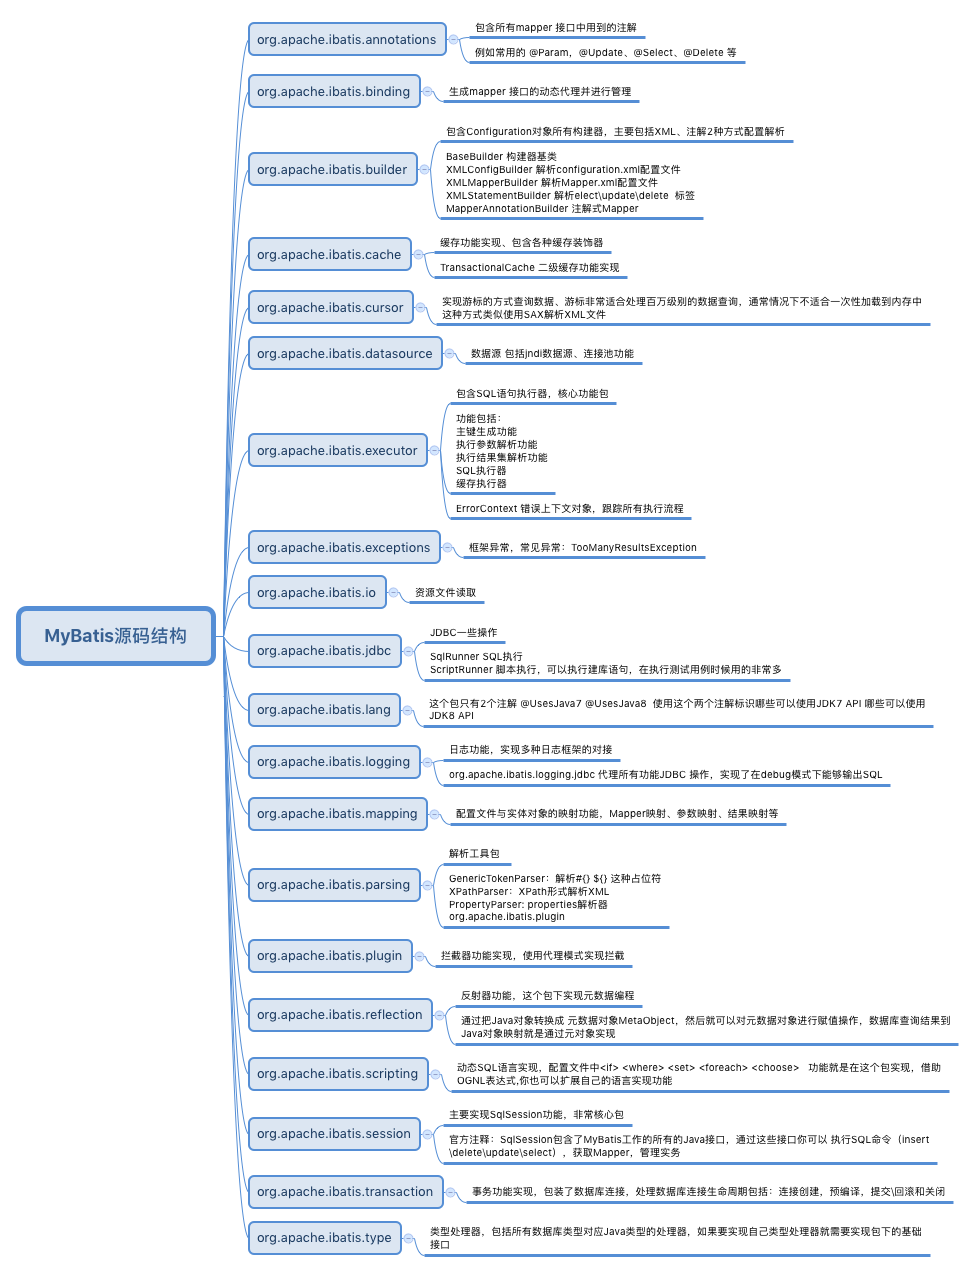 MyBatis源码结构
org.apache.ibatis.annotations
包含所有mapper 接口中用到的注解
例如常用的 @Param，@Update、@Select、@Delete 等
org.apache.ibatis.binding
生成mapper 接口的动态代理并进行管理
org.apache.ibatis.builder
包含Configuration对象所有构建器，主要包括XML、注解2种方式配置解析
BaseBuilder 构建器基类
XMLConfigBuilder 解析configuration.xml配置文件
XMLMapperBuilder 解析Mapper.xml配置文件
XMLStatementBuilder 解析elect\update\delete  标签
MapperAnnotationBuilder 注解式Mapper
org.apache.ibatis.cache
缓存功能实现、包含各种缓存装饰器
TransactionalCache 二级缓存功能实现
org.apache.ibatis.cursor
实现游标的方式查询数据、游标非常适合处理百万级别的数据查询，通常情况下不适合一次性加载到内存中
这种方式类似使用SAX解析XML文件
org.apache.ibatis.datasource
数据源 包括jndi数据源、连接池功能
org.apache.ibatis.executor
包含SQL语句执行器，核心功能包
功能包括：
主键生成功能
执行参数解析功能
执行结果集解析功能
SQL执行器
缓存执行器
ErrorContext 错误上下文对象，跟踪所有执行流程
org.apache.ibatis.exceptions
框架异常，常见异常：TooManyResultsException
org.apache.ibatis.io
资源文件读取
org.apache.ibatis.jdbc
JDBC一些操作
SqlRunner SQL执行
ScriptRunner 脚本执行，可以执行建库语句，在执行测试用例时候用的非常多
org.apache.ibatis.lang
这个包只有2个注解 @UsesJava7 @UsesJava8  使用这两个注解标识哪些可以使用JDK7 API 哪些可以使用
JDK8 API
org.apache.ibatis.logging
日志功能，实现多种日志框架的对接
org.apache.ibatis.logging.jdbc 代理所有功能JDBC 操作，实现了在debug模式下能够输出SQL
org.apache.ibatis.mapping
配置文件与实体对象的映射功能，Mapper映射、参数映射、结果映射等
org.apache.ibatis.parsing
解析工具包
GenericTokenParser：解析#{} ${} 这种占位符
XPathParser：XPath形式解析XML
PropertyParser: properties解析器
org.apache.ibatis.plugin
org.apache.ibatis.plugin
拦截器功能实现，使用代理模式实现拦截
org.apache.ibatis.reflection
反射器功能，这个包下实现元数据编程
通过把Java对象转换成 元数据对象MetaObject，然后就可以对元数据对象进行赋值操作，数据库查询结果到
Java对象映射就是通过元对象实现
org.apache.ibatis.scripting
动态SQL语言实现，配置文件中<if> <where> <set> <foreach> <choose>   功能就是在这个包实现，借助
OGNL表达式,你也可以扩展自己的语言实现功能
org.apache.ibatis.session
主要实现SqlSession功能，非常核心包
官方注释：SqlSession包含了MyBatis工作的所有的Java接口，通过这些接口你可以 执行SQL命令（insert
\delete\update\select），获取Mapper，管理实务
org.apache.ibatis.transaction
事务功能实现，包装了数据库连接，处理数据库连接生命周期包括：连接创建，预编译，提交\回滚和关闭
org.apache.ibatis.type
类型处理器，包括所有数据库类型对应Java类型的处理器，如果要实现自己类型处理器就需要实现包下的基础
接口